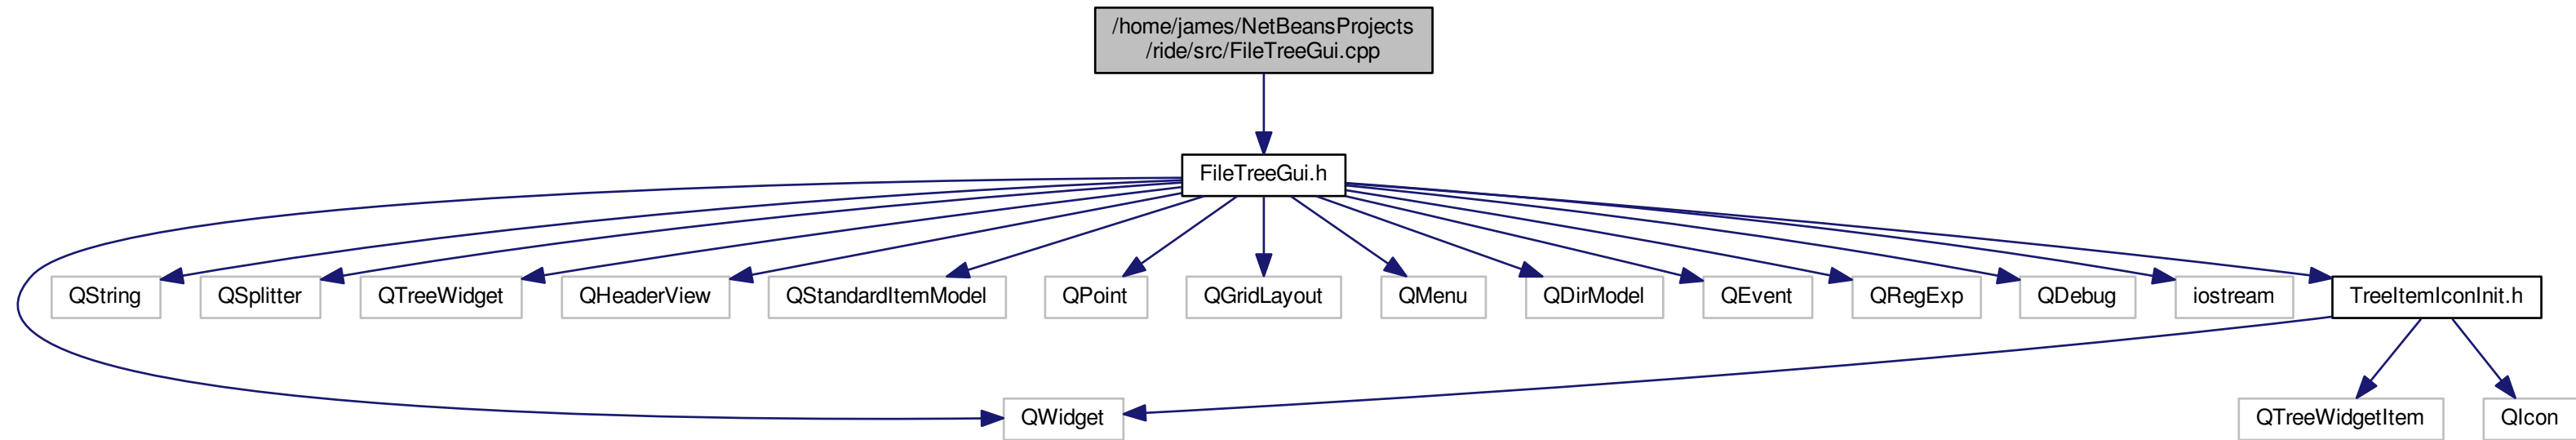 /home/james/NetBeansProjects
/ride/src/FileTreeGui.cpp
FileTreeGui.h
QString
QSplitter
QTreeWidget
QHeaderView
QStandardItemModel
QPoint
QGridLayout
QMenu
QDirModel
QEvent
QRegExp
QDebug
iostream
TreeItemIconInit.h
QWidget
QTreeWidgetItem
QIcon